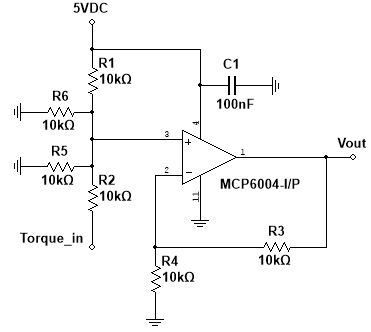 5VDC
R1
10kΩ
C1
100nF
R6
10kΩ
4
3
1
Vout
R5
10kΩ
2
MCP6004-I/P
R2
10kΩ
11
Torque_in
R3
10kΩ
R4
10kΩ